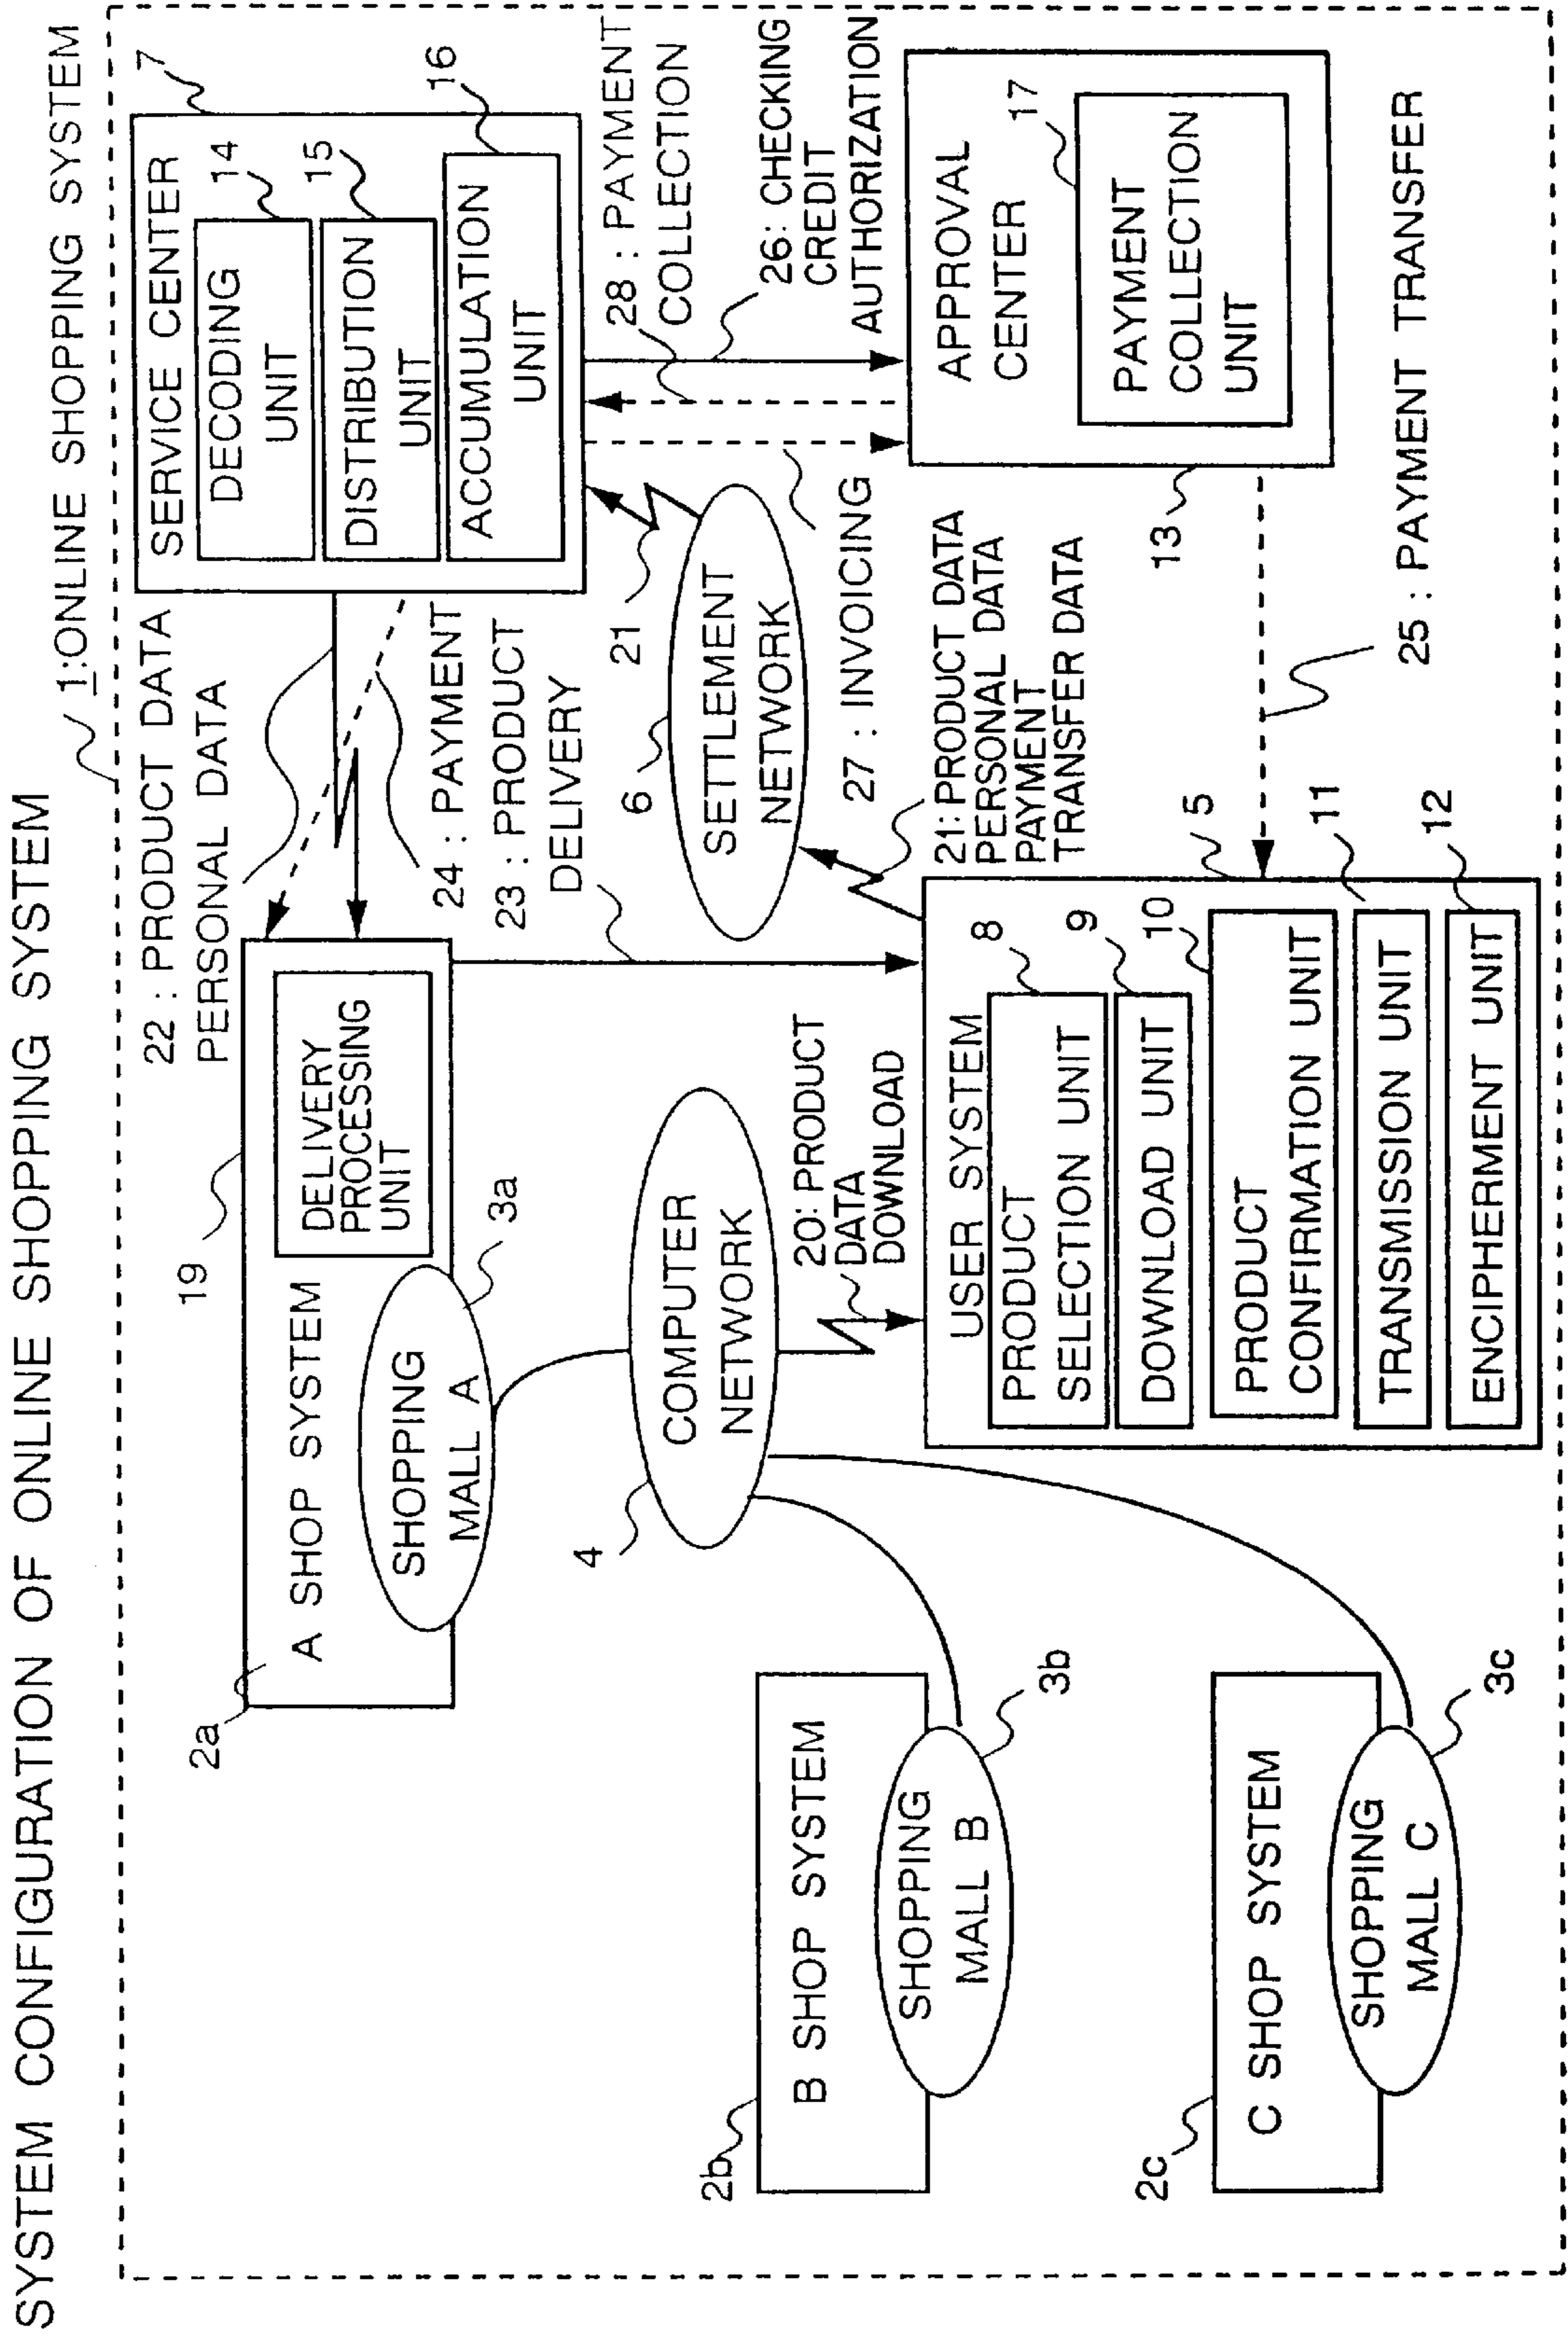 SYSTEM CONFIGURATION OF ONLINE SHOPPING SYSTEM
1:ONLINE SHOPPING SYSTEM
2a
19
A SHOP SYSTEM
DELIVERY
PROCESSING
UNIT
SHOPPING
MALL A
3a
22 : PRODUCT DATA
PERSONAL DATA
24 : PAYMENT
23 : PRODUCT
DELIVERY
7
SERVICE CENTER
DECODING
UNIT
14
DISTRIBUTION
UNIT
15
ACCUMULATION
UNIT
16
21
28 : PAYMENT
COLLECTION
26: CHECKING
CREDIT
AUTHORIZATION
4
COMPUTER
NETWORK
6
SETTLEMENT
NETWORK
20: PRODUCT
DATA
DOWNLOAD
27 : INVOICING
21: PRODUCT DATA
PERSONAL DATA
PAYMENT
TRANSFER DATA
2b
B SHOP SYSTEM
SHOPPING
MALL B
3b
2c
C SHOP SYSTEM
SHOPPING
MALL C
3c
USER SYSTEM
5
PRODUCT
SELECTION UNIT
8
DOWNLOAD UNIT
9
PRODUCT
CONFIRMATION UNIT
10
TRANSMISSION UNIT
11
ENCIPHERMENT UNIT
12
13
APPROVAL
CENTER
17
PAYMENT
COLLECTION
UNIT
25 : PAYMENT TRANSFER